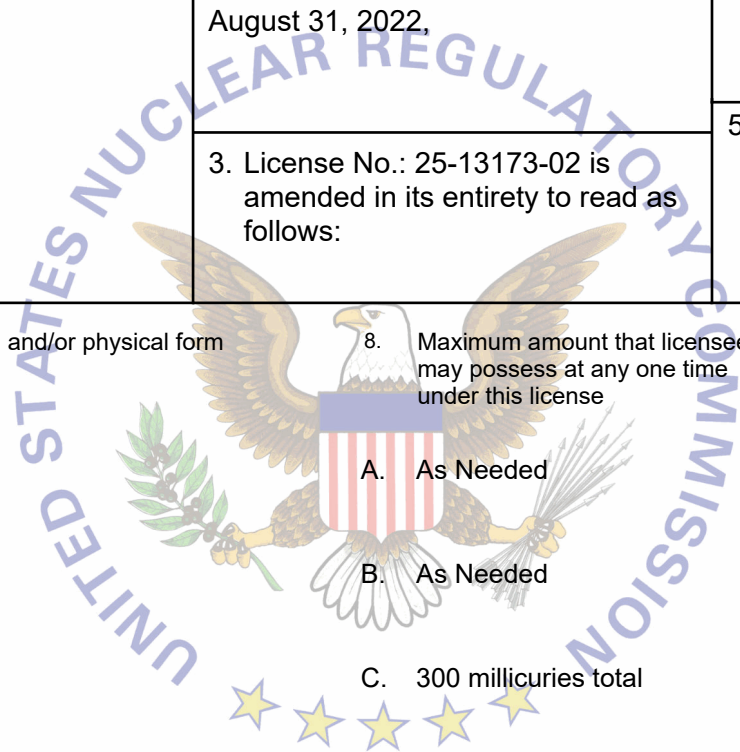 August 31, 2022,
5
3. License No.: 25-13173-02 is
amended in its entirety to read as
follows:
and/or physical form
8. Maximum amount that licensee
may possess at any one time
under this license
A. As Needed
B. As Needed
C. 300 millicuries total
UNITED STATES NUCLEAR REGULATORY COMMISSION